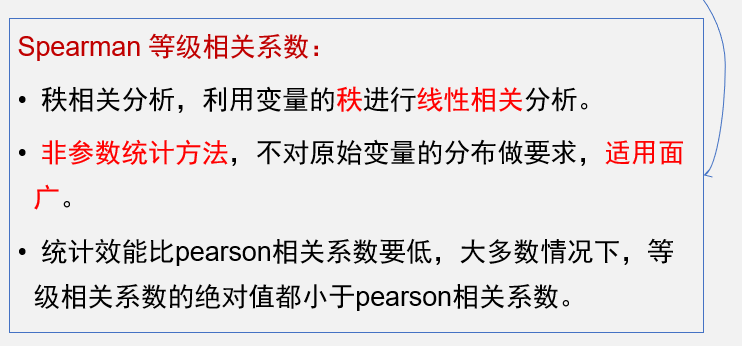 Spearman 等级相关系数：
• 秩相关分析，利用变量的秩进行线性相关分析。
• 非参数统计方法，不对原始变量的分布做要求，适用面
广。
• 统计效能比pearson相关系数要低，大多数情况下，等
级相关系数的绝对值都小于pearson相关系数。